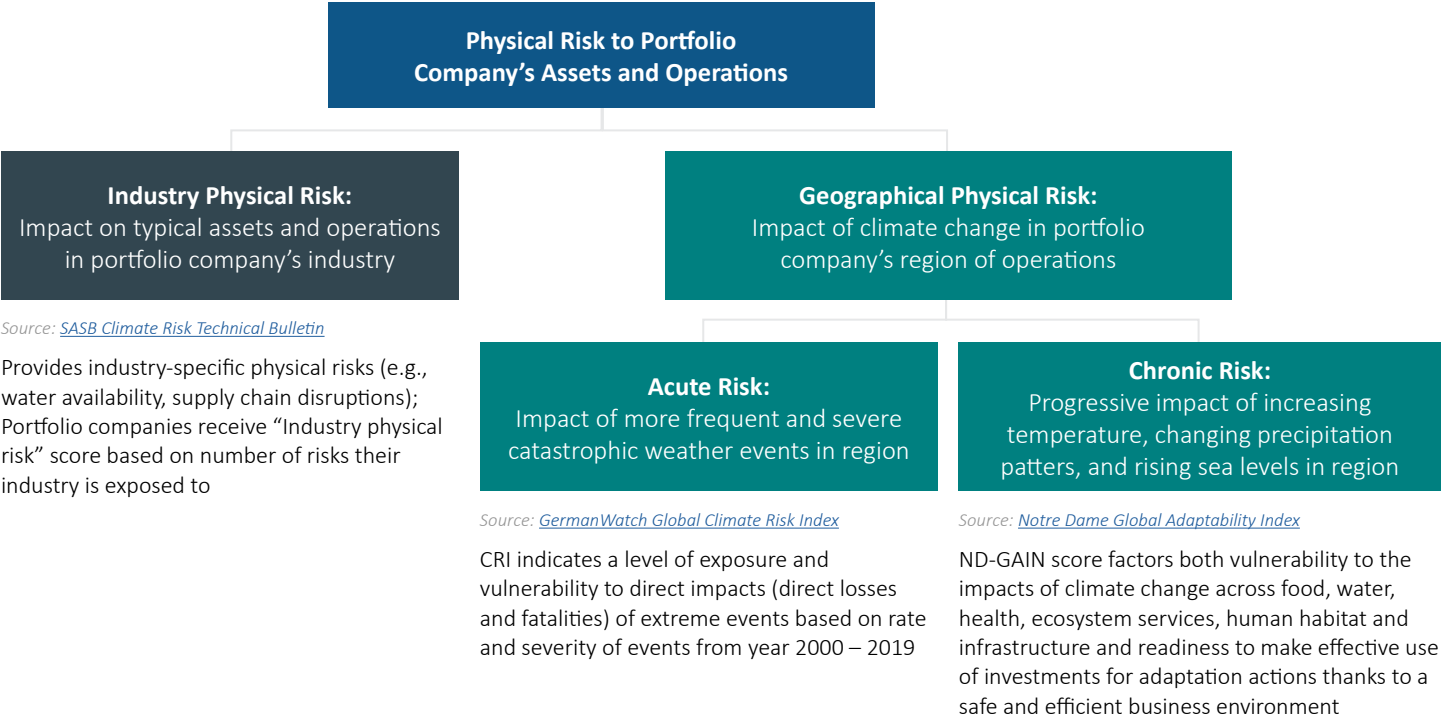 Physical Risk to Portfolio
Company's Assets and Operations
Industry Physical Risk:
Impact on typical assets and operations
in portfolio company's industry
Source: SASB Climate Risk Technical Bulletin
Provides industry-specific physical risks (e.g.,
water availability, supply chain disruptions);
Portfolio companies receive “Industry physical
risk” score based on number of risks their
industry is exposed to
Geographical Physical Risk:
Impact of climate change in portfolio
company's region of operations
Acute Risk:
Impact of more frequent and severe
catastrophic weather events in region
Source: GermanWatch Global Climate Risk Index
CRI indicates a level of exposure and
vulnerability to direct impacts (direct losses
and fatalities) of extreme events based on rate
and severity of events from year 2000 – 2019
Chronic Risk:
Progressive impact of increasing
temperature, changing precipitation
patters, and rising sea levels in region
Source: Notre Dame Global Adaptability Index
ND-GAIN score factors both vulnerability to the
impacts of climate change across food, water,
health, ecosystem services, human habitat and
infrastructure and readiness to make effective use
of investments for adaptation actions thanks to a
safe and efficient business environment